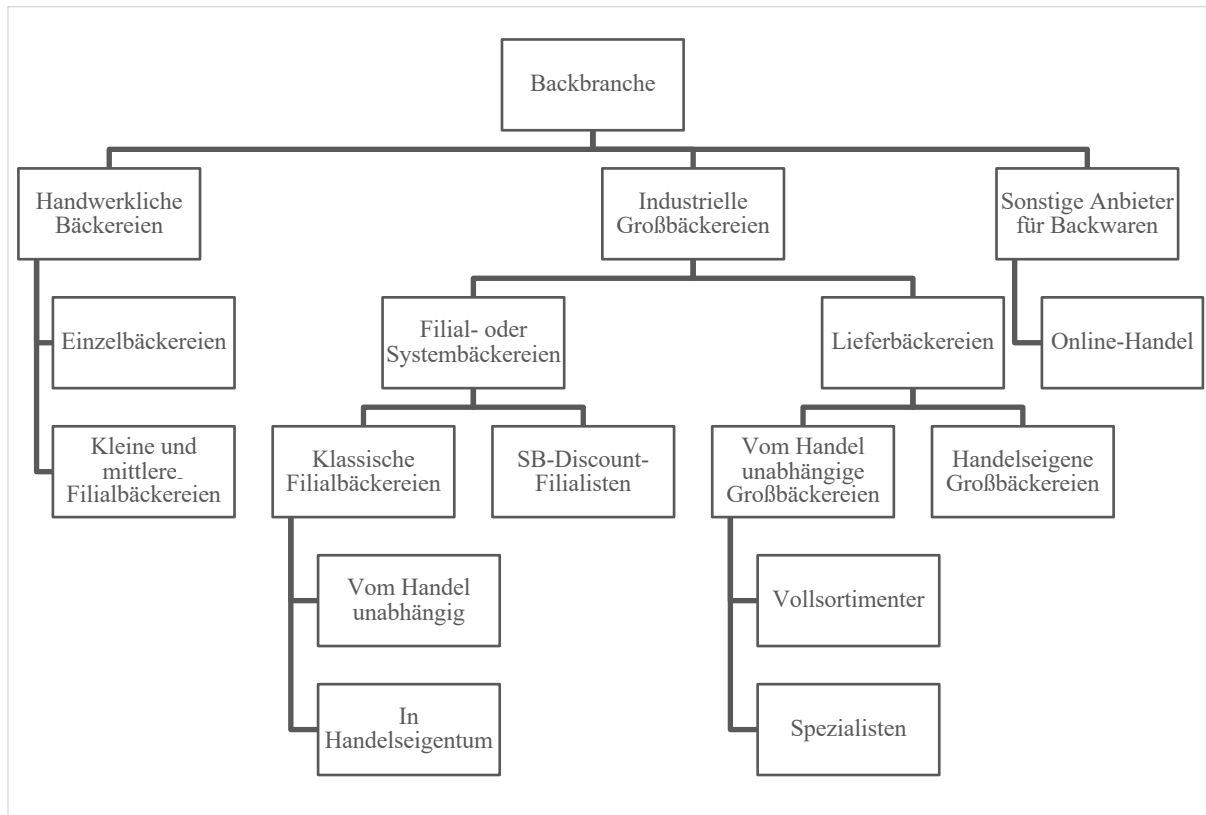 Backbranche
Handwerkliche
Bäckereien
Industrielle
Großbäckereien
Sonstige Anbieter
für Backwaren
Einzelbäckereien
Filial- oder
Systembäckereien
Lieferbäckereien
Online-Handel
Kleine und
mittlere
Filialbäckereien
Klassische
Filialbäckereien
SB-Discount-
Filialisten
Vom Handel
unabhängige
Großbäckereien
Handelseigene
Großbäckereien
Vom Handel
unabhängig
Vollsortimenter
In
Handelseigentum
Spezialisten